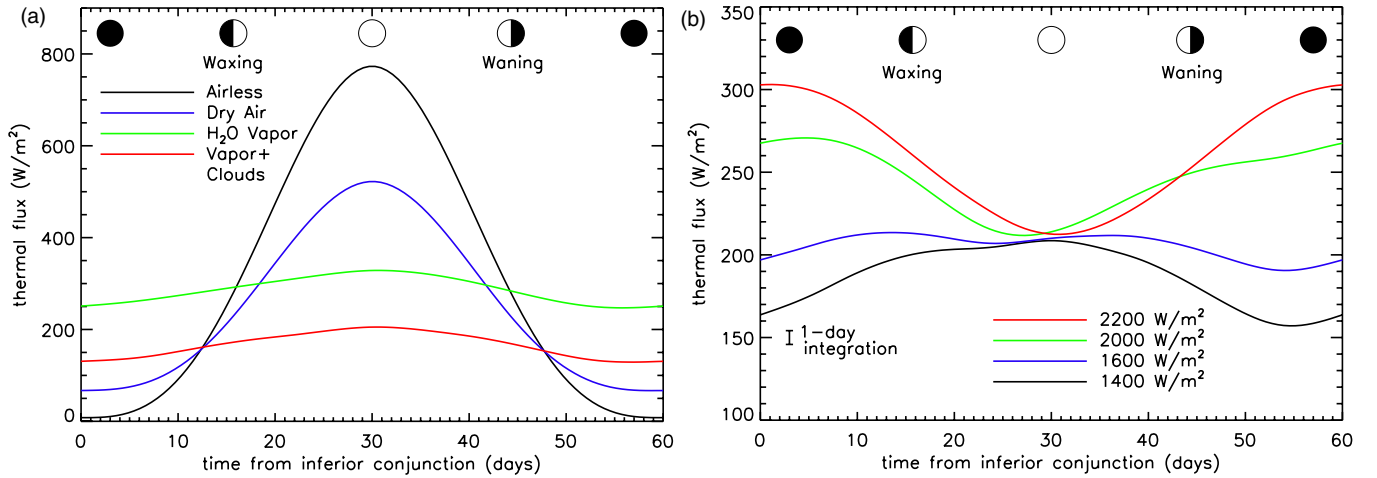 (a)
Waxing
Waning
Airless
Dry Air
H₂O Vapor
Vapor+
Clouds
thermal flux (W/m²)
800
600
400
200
0
0 10 20 30 40 50 60
time from inferior conjunction (days)
(b)
Waxing
Waning
thermal flux (W/m²)
350
300
250
200
150
100
1-day
integration
2200 W/m²
2000 W/m²
1600 W/m²
1400 W/m²
0 10 20 30 40 50 60
time from inferior conjunction (days)